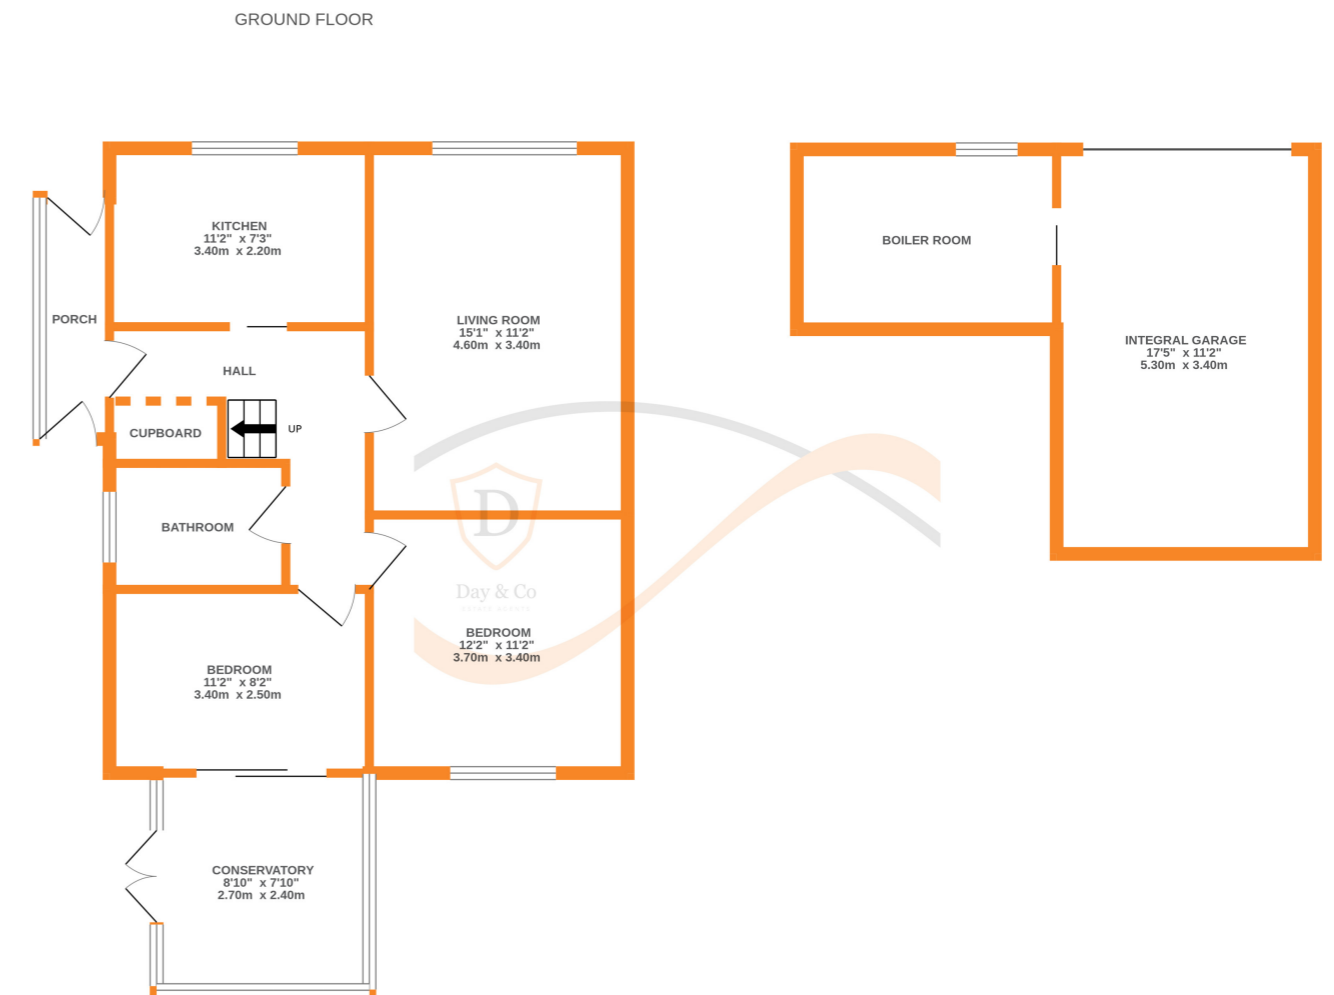 GROUND FLOOR
KITCHEN
11'2" x 7'3"
3.40m x 2.20m
PORCH
LIVING ROOM
15'1" x 11'2"
4.60m x 3.40m
HALL
CUPBOARD
UP
BATHROOM
D
Day & Co
ESTATE AGENTS
BEDROOM
12'2" x 11'2"
3.70m x 3.40m
BEDROOM
11'2" x 8'2"
3.40m x 2.50m
CONSERVATORY
8'10" x 7'10"
2.70m x 2.40m
BOILER ROOM
INTEGRAL GARAGE
17'5" x 11'2"
5.30m x 3.40m